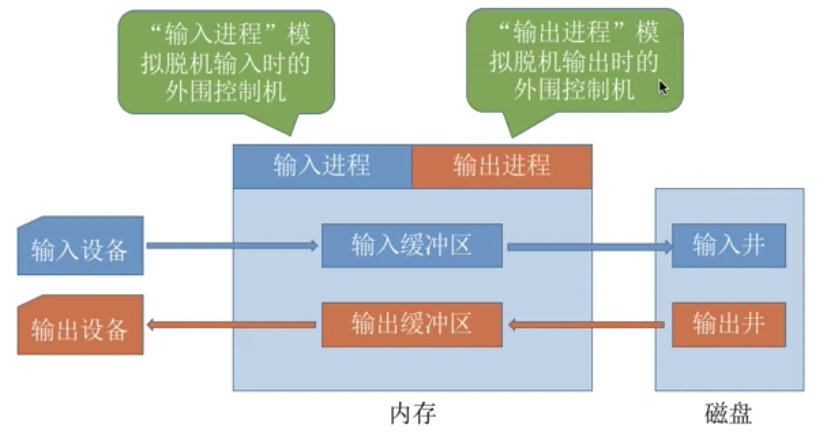 “输入进程”模
拟脱机输入时的
外围控制机
“输出进程”模
拟脱机输出时的
外围控制机
输入进程
输出进程
输入设备
输入缓冲区
输入井
输出设备
输出缓冲区
输出井
内存
磁盘